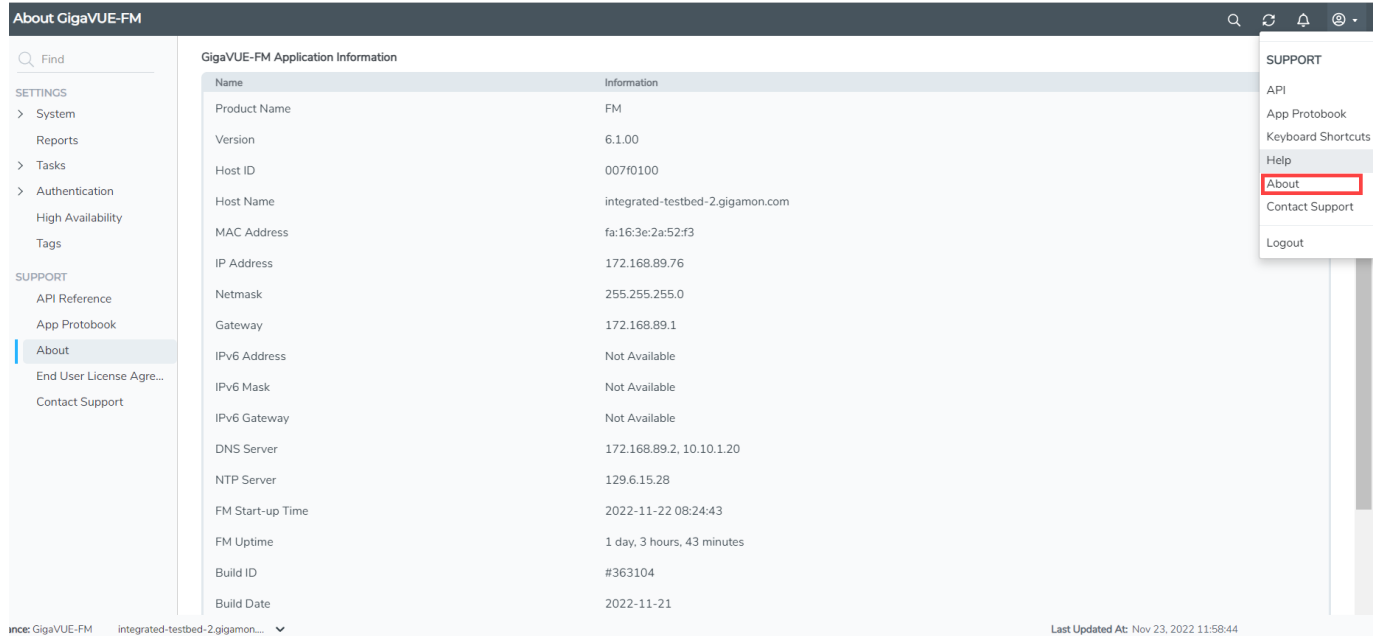 About GigaVUE-FM
Find
SETTINGS
System
Reports
Tasks
Authentication
High Availability
Tags
SUPPORT
API Reference
App Protobook
About
End User License Agre...
Contact Support
GigaVUE-FM Application Information
Name Information
Product Name FM
Version 6.1.00
Host ID 007f0100
Host Name integrated-testbed-2.gigamon.com
MAC Address fa:16:3e:2a:52:f3
IP Address 172.168.89.76
Netmask 255.255.255.0
Gateway 172.168.89.1
IPv6 Address Not Available
IPv6 Mask Not Available
IPv6 Gateway Not Available
DNS Server 172.168.89.2, 10.10.1.20
NTP Server 129.6.15.28
FM Start-up Time 2022-11-22 08:24:43
FM Uptime 1 day, 3 hours, 43 minutes
Build ID #363104
Build Date 2022-11-21
SUPPORT
API
App Protobook
Keyboard Shortcuts
Help
About
Contact Support
Logout
ance: GigaVUE-FM integrated-testbed-2.gigamon.... Last Updated At: Nov 23, 2022 11:58:44